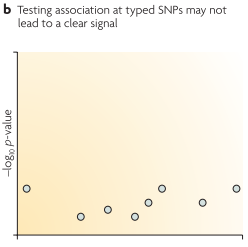 b Testing association at typed SNPs may not
lead to a clear signal
–log₁₀ p-value